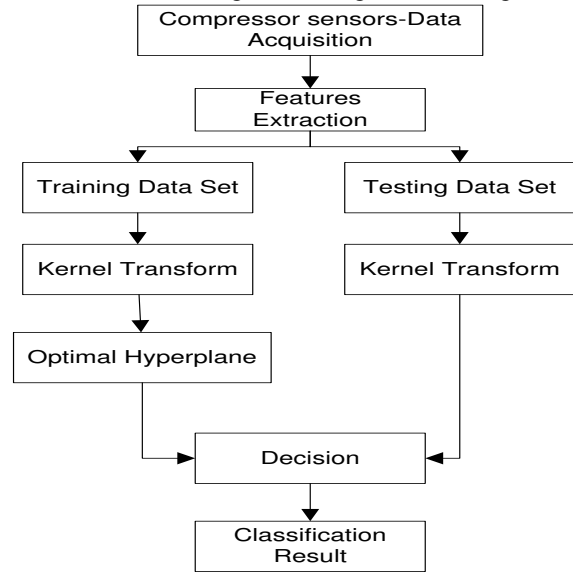 Compressor sensors-Data
Acquisition
Features
Extraction
Training Data Set
Testing Data Set
Kernel Transform
Kernel Transform
Optimal Hyperplane
Decision
Classification
Result